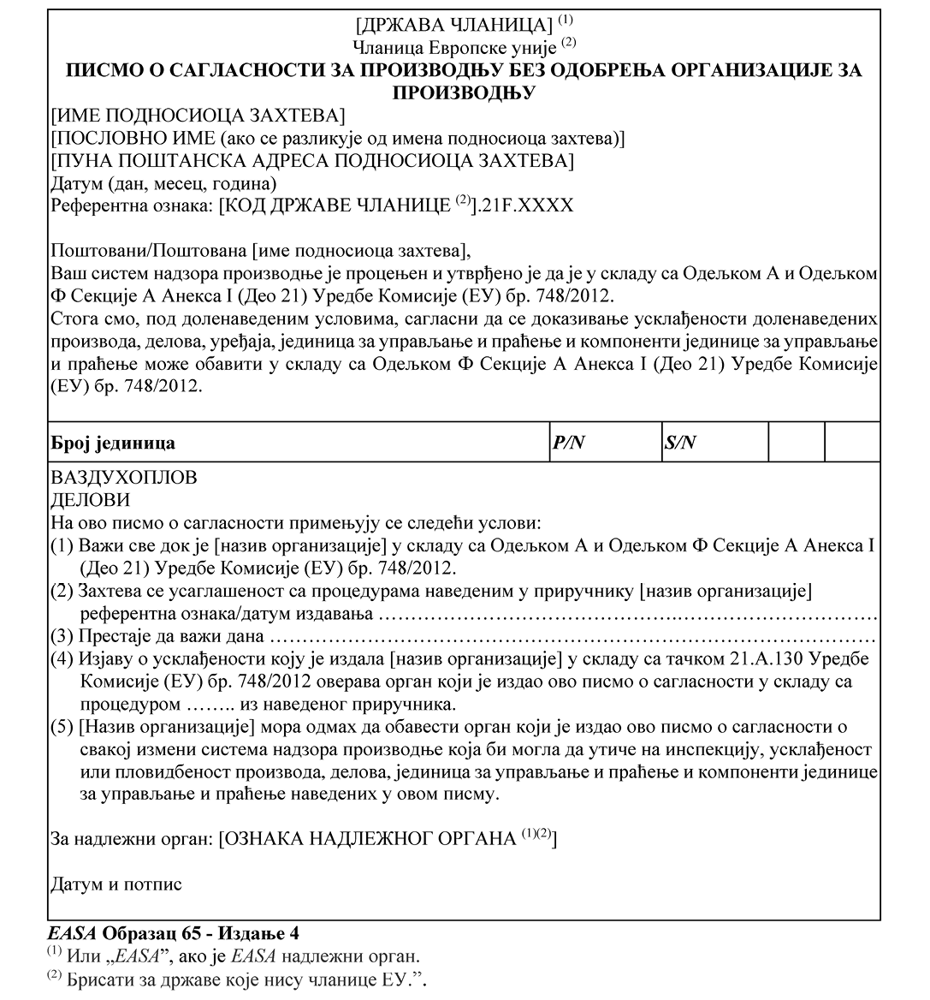 [ДРЖАВА ЧЛАНИЦА] (1)
Чланица Европске уније (2)
ПИСМО О САГЛАСНОСТИ ЗА ПРОИЗВОДЊУ БЕЗ ОДОБРЕЊА ОРГАНИЗАЦИЈЕ ЗА
ПРОИЗВОДЊУ
[ИМЕ ПОДНОСИОЦА ЗАХТЕВА]
[ПОСЛОВНО ИМЕ (ако се разликује од имена подносиоца захтева)]
[ПУНА ПОШТАНСКА АДРЕСА ПОДНОСИОЦА ЗАХТЕВА]
Датум (дан, месец, година)
Референтна ознака: [КОД ДРЖАВЕ ЧЛАНИЦЕ (2)].21F.XXXX
Поштовани/Поштована [име подносиоца захтева],
Ваш систем надзора производње је процењен и утврђено је да је у складу са Одељком А и Одељком
Ф Секције А Анекса I (Део 21) Уредбе Комисије (ЕУ) бр. 748/2012.
Стога смо, под доленаведеним условима, сагласни да се доказивање усклађености доленаведених
производа, делова, уређаја, јединица за управљање и праћење и компоненти јединице за управљање
и праћење може обавити у складу са Одељком Ф Секције А Анекса I (Део 21) Уредбе Комисије
(ЕУ) бр. 748/2012.
Број јединица P/N S/N
ВАЗДУХОПЛОВ
ДЕЛОВИ
На ово писмо о сагласности примењују се следећи услови:
(1) Важи све док је [назив организације] у складу са Одељком А и Одељком Ф Секције А Анекса I
(Део 21) Уредбе Комисије (ЕУ) бр. 748/2012.
(2) Захтева се усаглашеност са процедурама наведеним у приручнику [назив организације]
референтна ознака/датум издавања ……………………………………….………………………….
(3) Престаје да важи дана …………………………………………………………………………………
(4) Изјаву о усклађености коју је издала [назив организације] у складу са тачком 21.А.130 Уредбе
Комисије (ЕУ) бр. 748/2012 оверава орган који је издао ово писмо о сагласности у складу са
процедуром …….. из наведеног приручника.
(5) [Назив организације] мора одмах да обавести орган који је издао ово писмо о сагласности о
свакој измени система надзора производње која би могла да утиче на инспекцију, усклађеност
или пловидбеност производа, делова, јединица за управљање и праћење и компоненти јединице
за управљање и праћење наведених у овом писму.
За надлежни орган: [ОЗНАКА НАДЛЕЖНОГ ОРГАНА (1)(2)]
Датум и потпис
EASA Образац 65 - Издање 4
(1) Или „EASA”, ако је EASA надлежни орган.
(2) Брисати за државе које нису чланице ЕУ.”.